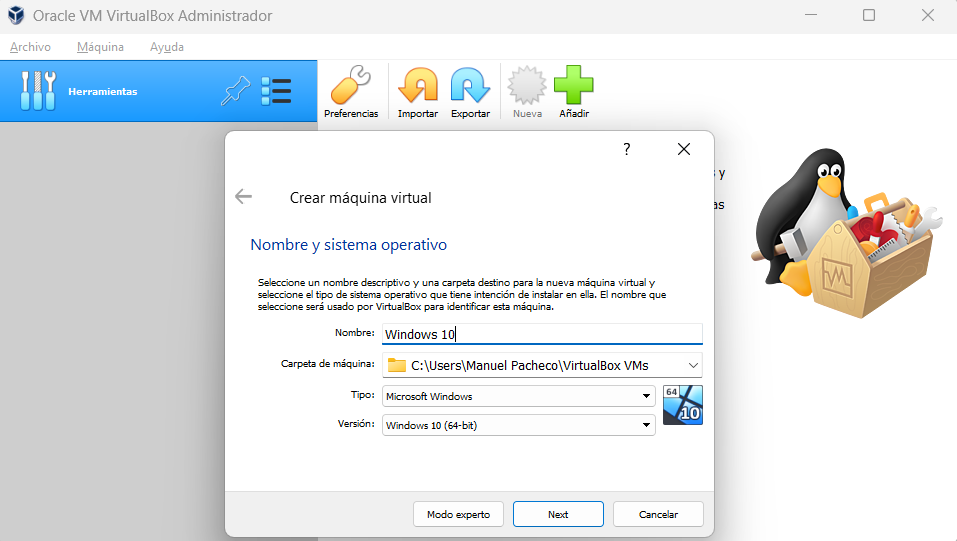 Oracle VM VirtualBox Administrador
Archivo Máquina Ayuda
Herramientas
Preferencias Importar Exportar Nueva Añadir
y
as
Crear máquina virtual
Nombre y sistema operativo
Seleccione un nombre descriptivo y una carpeta destino para la nueva máquina virtual y
seleccione el tipo de sistema operativo que tiene intención de instalar en ella. El nombre que
seleccione será usado por VirtualBox para identificar esta máquina.
Nombre: Windows 10
Carpeta de máquina: C:\Users\Manuel Pacheco\VirtualBox VMs
Tipo: Microsoft Windows
64
10
Versión: Windows 10 (64-bit)
Modo experto Next Cancelar